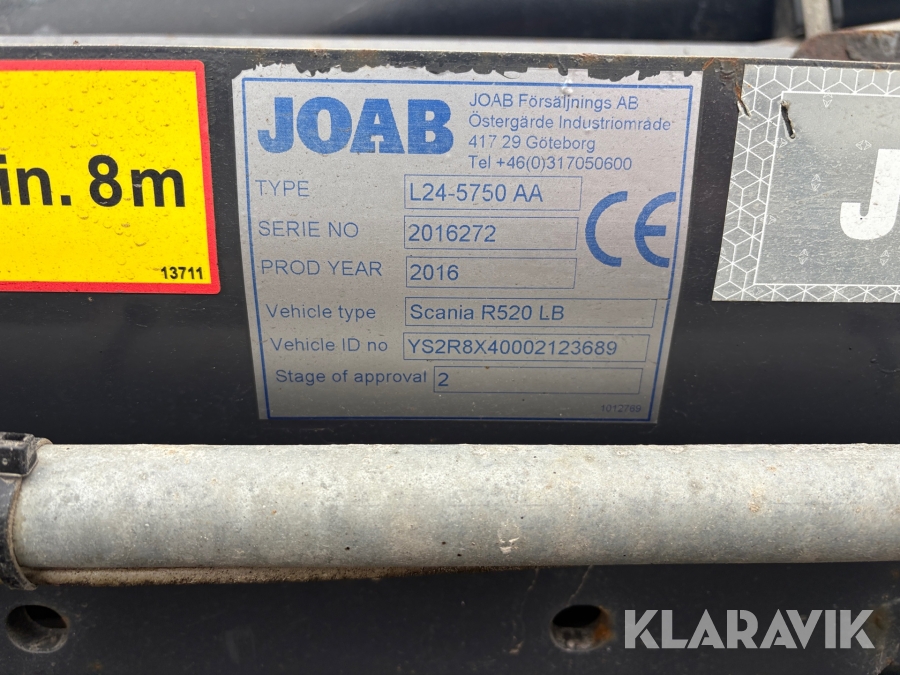 in. 8m
13711
JOAB
JOAB Försäljnings AB
Östergärde Industriområde
417 29 Göteborg
Tel +46(0)317050600
TYPE L24-5750 AA
SERIE NO 2016272
PROD YEAR 2016
CE
Vehicle type Scania R520 LB
Vehicle ID no YS2R8X40002123689
Stage of approval 2
1012769
J
KLARAVIK